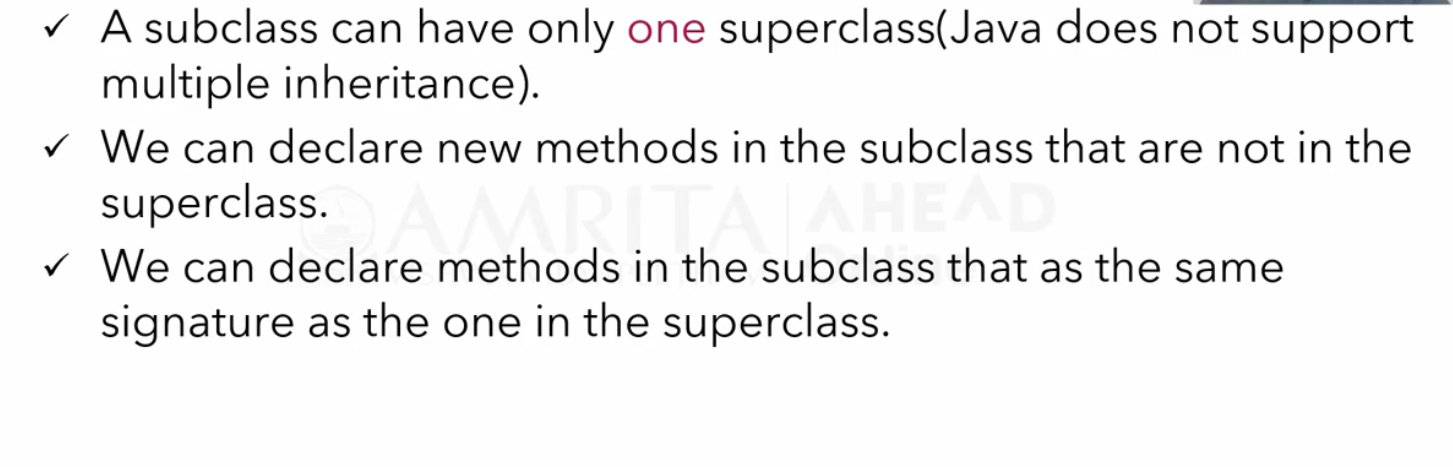 ✓ A subclass can have only one superclass(Java does not support
multiple inheritance).
✓ We can declare new methods in the subclass that are not in the
superclass.
AMRITA AHEAD
Online
✓ We can declare methods in the subclass that as the same
signature as the one in the superclass.